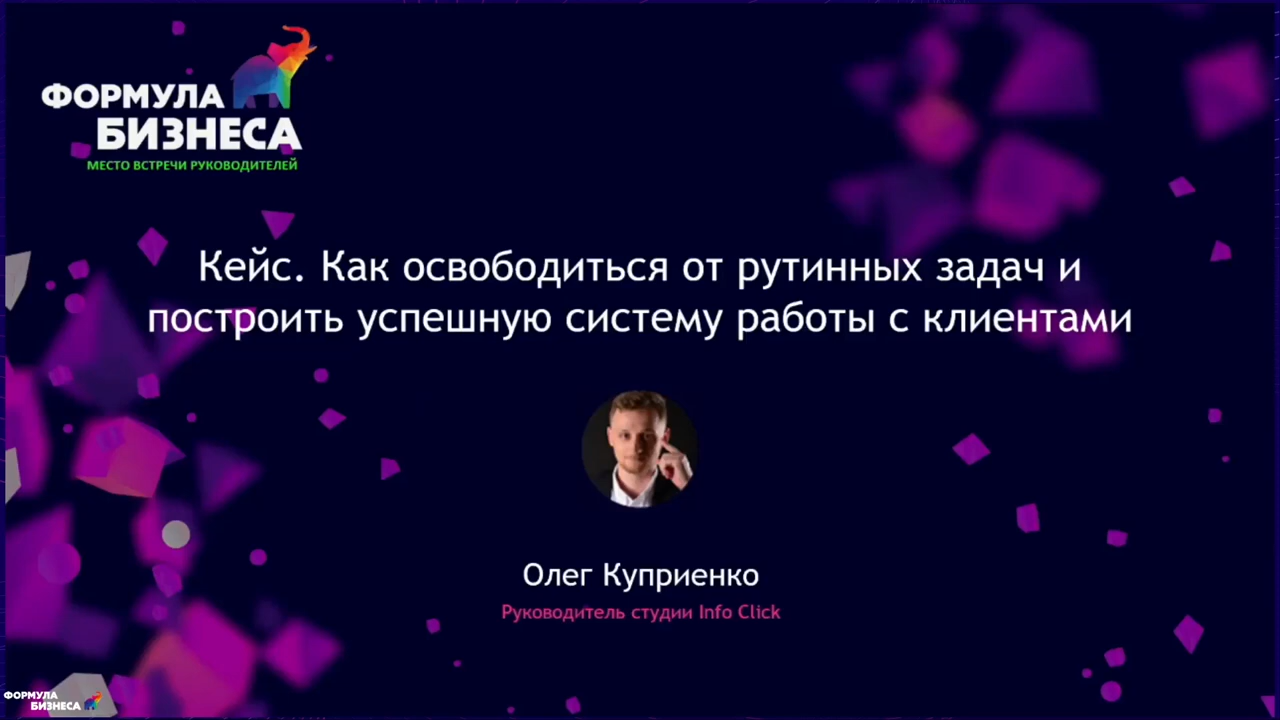 ФОРМУЛА
БИЗНЕСА
МЕСТО ВСТРЕЧИ РУКОВОДИТЕЛЕЙ
Кейс. Как освободиться от рутинных задач и
построить успешную систему работы с клиентами
Олег Куприенко
Руководитель студии Info Click
ФОРМУЛА
БИЗНЕСА